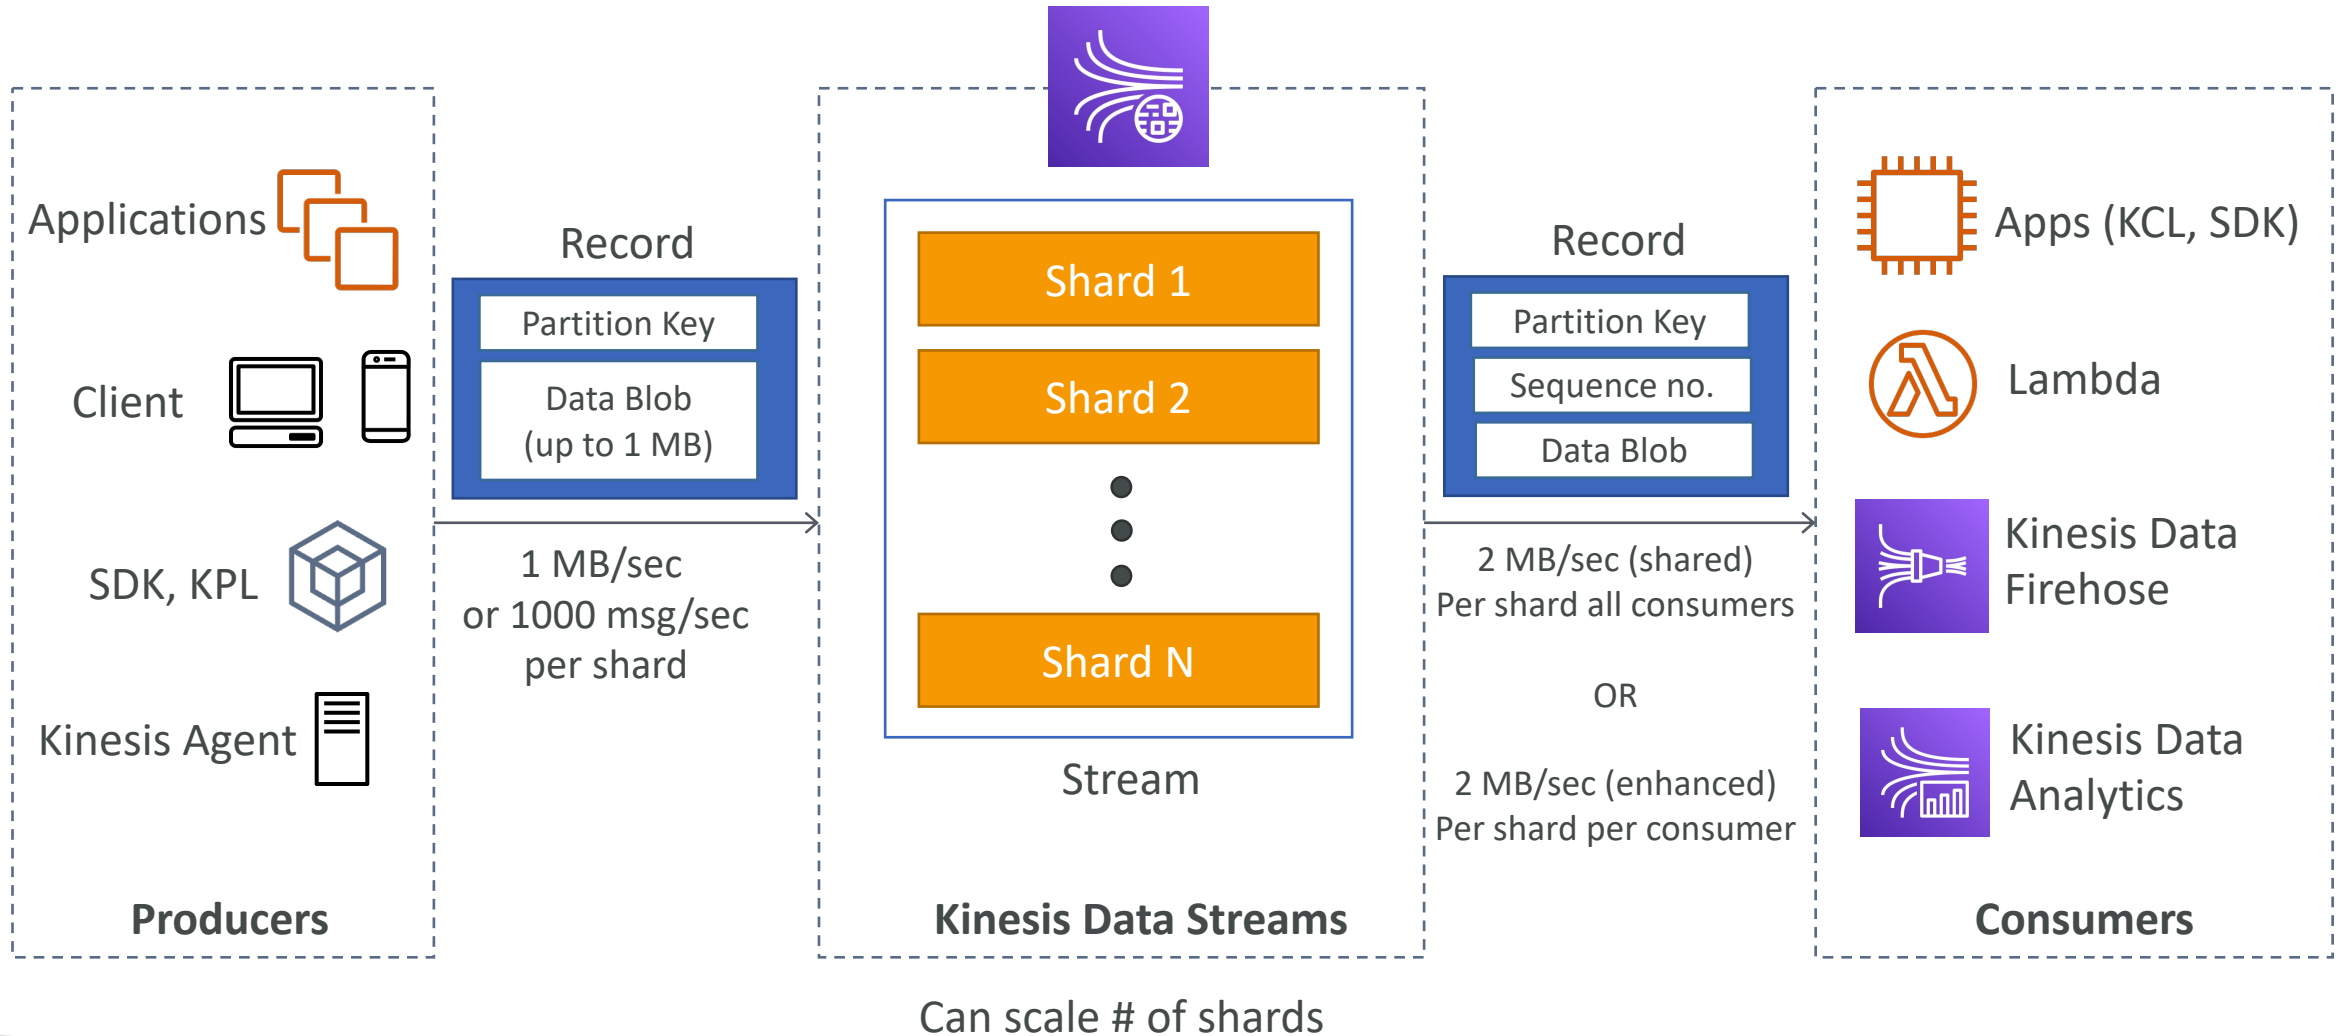 Applications
Client
SDK, KPL
Kinesis Agent
Producers
Record
Partition Key
Data Blob
(up to 1 MB)
1 MB/sec
or 1000 msg/sec
per shard
Shard 1
Shard 2
Shard N
Stream
Kinesis Data Streams
Can scale # of shards
Record
Partition Key
Sequence no.
Data Blob
2 MB/sec (shared)
Per shard all consumers
OR
2 MB/sec (enhanced)
Per shard per consumer
Apps (KCL, SDK)
Lambda
Kinesis Data
Firehose
Kinesis Data
Analytics
Consumers